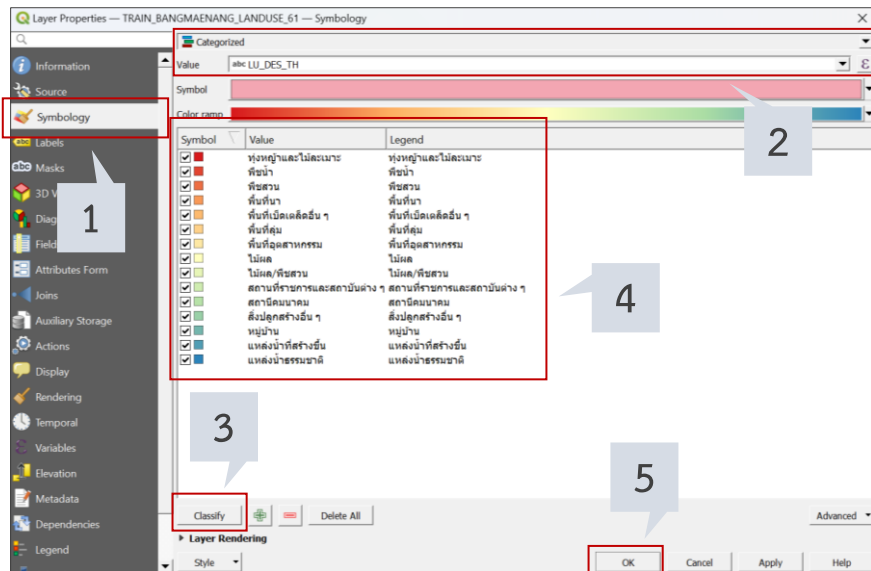 Layer Properties — TRAIN_BANGMAENANG_LANDUSE_61 — Symbology
Categorized
Information
Value abc LU_DES_TH
Source
Symbol
Symbology
Color ramp
2
Labels
Symbol Value Legend
Masks
ทุ่งหญ้าและไม้ละเมาะ ทุ่งหญ้าและไม้ละเมาะ
พืชน้ำ พืชน้ำ
3D V
พืชสวน พืชสวน
พื้นที่นา พื้นที่นา
1
Diag
พื้นที่เบ็ดเตล็ดอื่น ๆ พื้นที่เบ็ดเตล็ดอื่น ๆ
พื้นที่ลุ่ม พื้นที่ลุ่ม
Field
พื้นที่อุตสาหกรรม พื้นที่อุตสาหกรรม
ไม้ผล ไม้ผล
Attributes Form
ไม้ผล/พืชสวน ไม้ผล/พืชสวน
สถานที่ราชการและสถาบันต่าง ๆ สถานที่ราชการและสถาบันต่าง ๆ
4
Joins
สถานีคมนาคม สถานีคมนาคม
Auxiliary Storage
สิ่งปลูกสร้างอื่น ๆ สิ่งปลูกสร้างอื่น ๆ
หมู่บ้าน หมู่บ้าน
Actions
แหล่งน้ำที่สร้างขึ้น แหล่งน้ำที่สร้างขึ้น
แหล่งน้ำธรรมชาติ แหล่งน้ำธรรมชาติ
Display
Rendering
Temporal
3
Variables
Elevation
5
Metadata
Classify Delete All Advanced
Dependencies
Layer Rendering
Legend
Style OK Cancel Apply Help